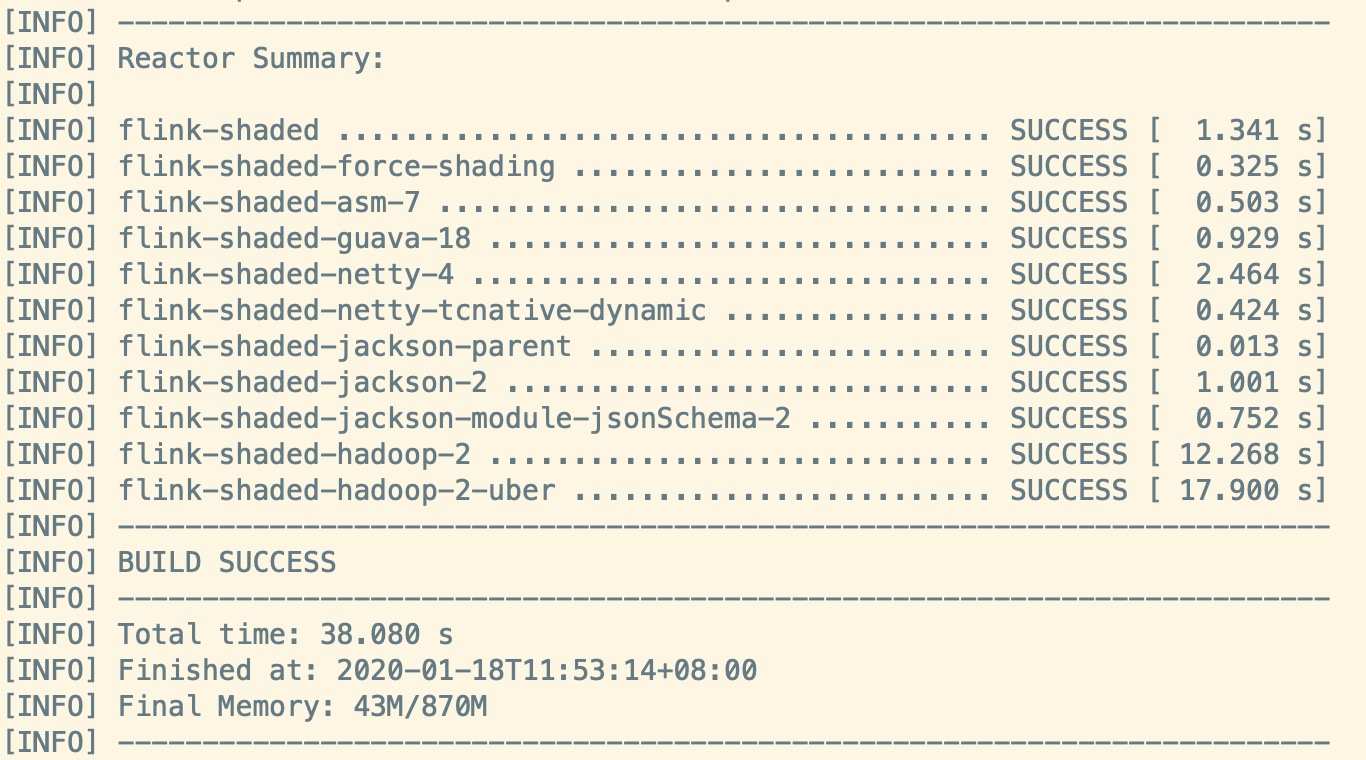 [INFO] ------------------------------------------------------------------------
[INFO] Reactor Summary:
[INFO]
[INFO] flink-shaded ....................................... SUCCESS [  1.341 s]
[INFO] flink-shaded-force-shading ......................... SUCCESS [  0.325 s]
[INFO] flink-shaded-asm-7 ................................. SUCCESS [  0.503 s]
[INFO] flink-shaded-guava-18 .............................. SUCCESS [  0.929 s]
[INFO] flink-shaded-netty-4 ............................... SUCCESS [  2.464 s]
[INFO] flink-shaded-netty-tcnative-dynamic ................ SUCCESS [  0.424 s]
[INFO] flink-shaded-jackson-parent ........................ SUCCESS [  0.013 s]
[INFO] flink-shaded-jackson-2 ............................. SUCCESS [  1.001 s]
[INFO] flink-shaded-jackson-module-jsonSchema-2 ........... SUCCESS [  0.752 s]
[INFO] flink-shaded-hadoop-2 .............................. SUCCESS [ 12.268 s]
[INFO] flink-shaded-hadoop-2-uber ......................... SUCCESS [ 17.900 s]
[INFO] ------------------------------------------------------------------------
[INFO] BUILD SUCCESS
[INFO] ------------------------------------------------------------------------
[INFO] Total time: 38.080 s
[INFO] Finished at: 2020-01-18T11:53:14+08:00
[INFO] Final Memory: 43M/870M
[INFO] ------------------------------------------------------------------------